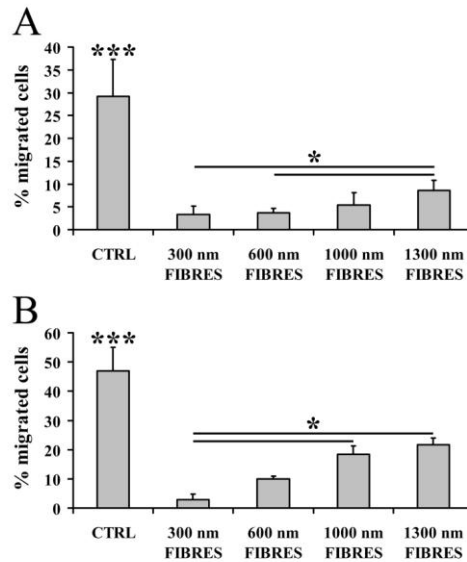 A
% migrated cells
40
35
30
25
20
15
10
5
0
***
*
CTRL
300 nm FIBRES
600 nm FIBRES
1000 nm FIBRES
1300 nm FIBRES
B
% migrated cells
60
50
40
30
20
10
0
***
*
CTRL
300 nm FIBRES
600 nm FIBRES
1000 nm FIBRES
1300 nm FIBRES